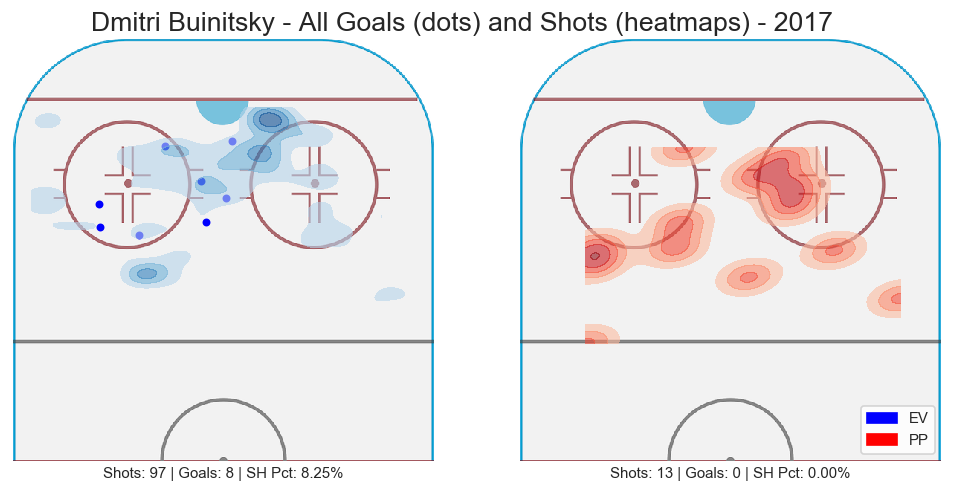 Dmitri Buinitsky - All Goals (dots) and Shots (heatmaps) - 2017
EV
PP
Shots: 97 | Goals: 8 | SH Pct: 8.25%
Shots: 13 | Goals: 0 | SH Pct: 0.00%